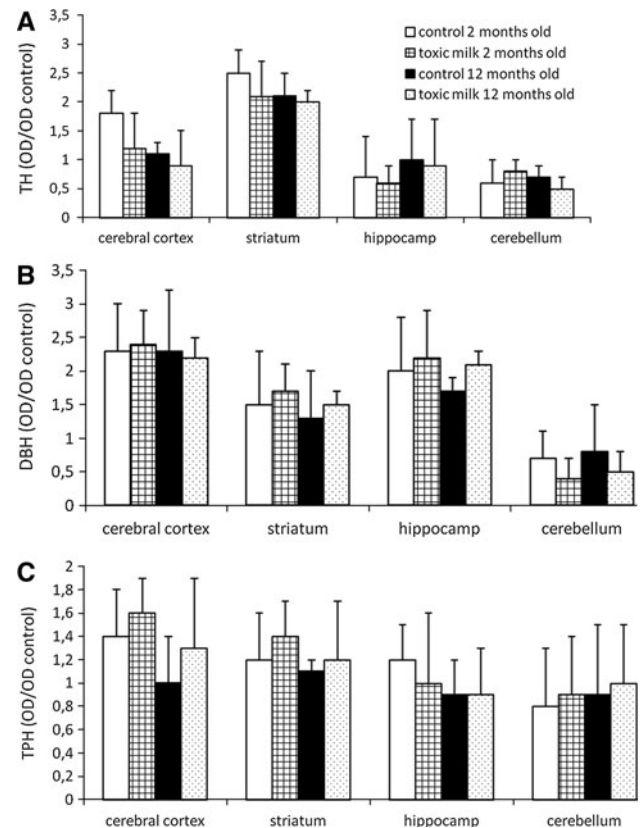 A
TH (OD/OD control)
3,5
3
2,5
2
1,5
1
0,5
0
control 2 months old
toxic milk 2 months old
control 12 months old
toxic milk 12 months old
cerebral cortex striatum hippocamp cerebellum
B
DBH (OD/OD control)
3,5
3
2,5
2
1,5
1
0,5
0
cerebral cortex striatum hippocamp cerebellum
C
TPH (OD/OD control)
2
1,8
1,6
1,4
1,2
1
0,8
0,6
0,4
0,2
0
cerebral cortex striatum hippocamp cerebellum